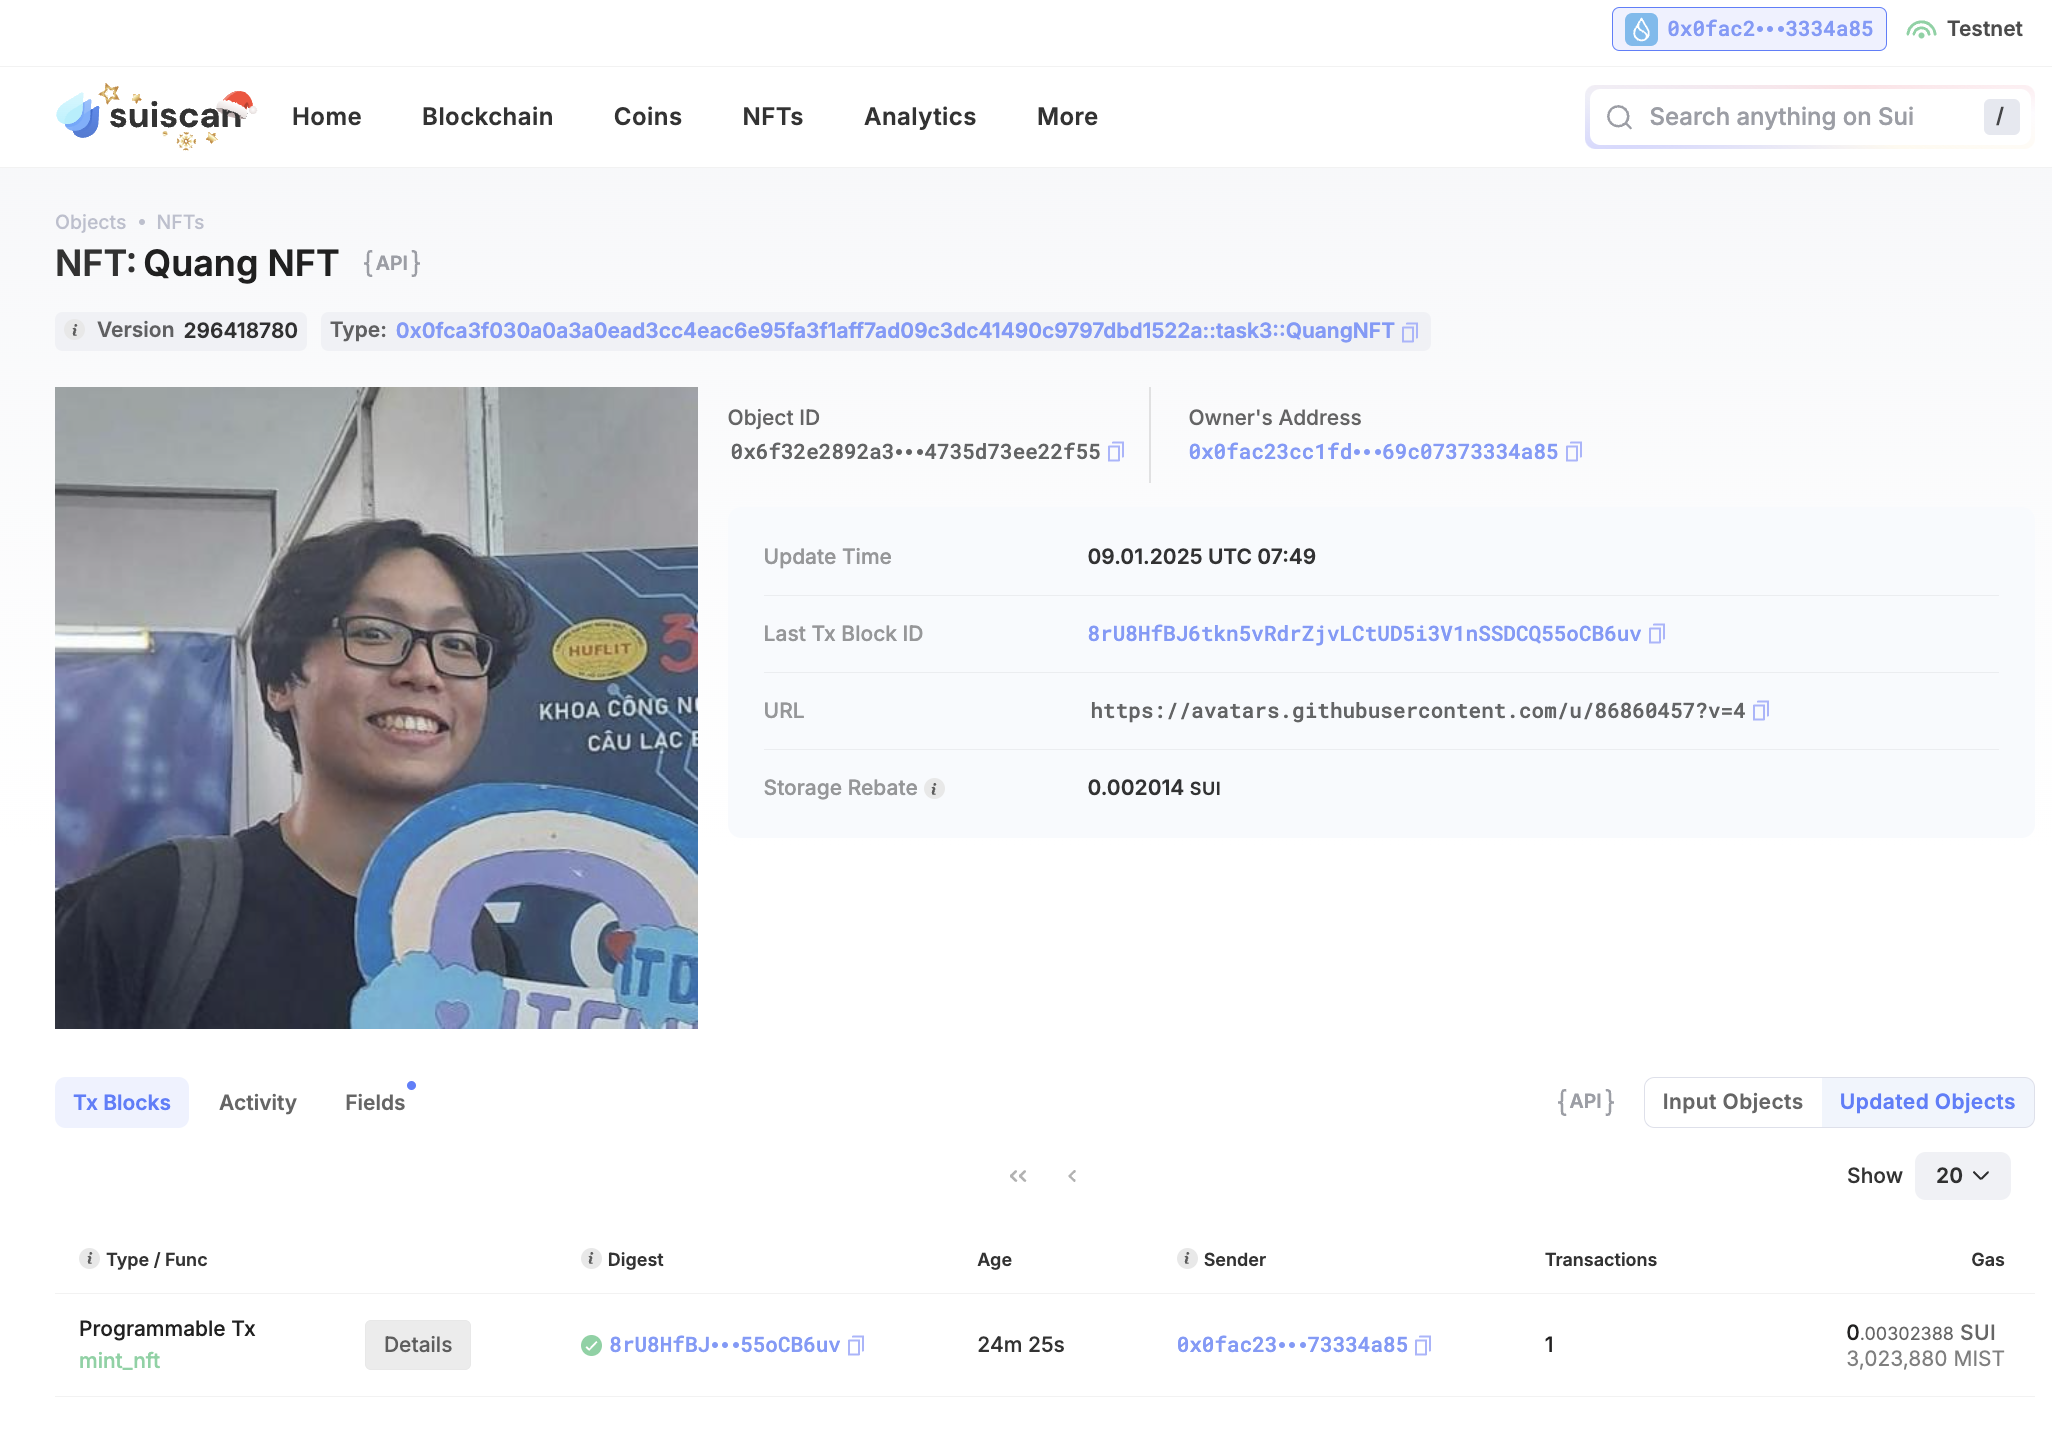 0x0fac2•••3334a85
Testnet
suiscan
Home
Blockchain
Coins
NFTs
Analytics
More
Search anything on Sui
/
Objects • NFTs
NFT: Quang NFT
{API}
Version 296418780
Type: 0x0fca3f030a0a3a0ead3cc4eac6e95fa3f1aff7ad09c3dc41490c9797dbd1522a::task3::QuangNFT
Object ID
0x6f32e2892a3•••4735d73ee22f55
Owner's Address
0x0fac23cc1fd•••69c07373334a85
Update Time
09.01.2025 UTC 07:49
Last Tx Block ID
8rU8HfBJ6tkn5vRdrZjvLCtUD5i3V1nSSDCQ55oCB6uv
URL
https://avatars.githubusercontent.com/u/86860457?v=4
Storage Rebate
0.002014 SUI
HUFLIT
3
KHOA CÔNG
CÂU LẠC
Tx Blocks
Activity
Fields
{API}
Input Objects
Updated Objects
Show
20
Type / Func
Digest
Age
Sender
Transactions
Gas
Programmable Tx
mint_nft
Details
8rU8HfBJ•••55oCB6uv
24m 25s
0x0fac23•••73334a85
1
0.00302388 SUI
3,023,880 MIST